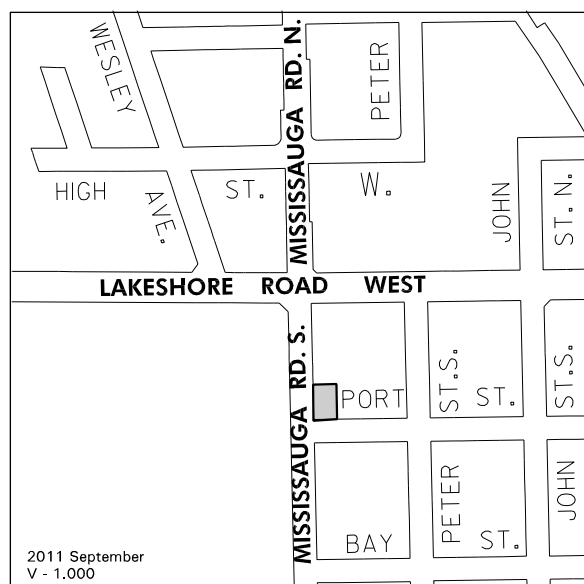 WESLEY
AVE.
MISSISSAUGA RD. N.
PETER
HIGH ST. W.
JOHN
ST. N.
LAKESHORE ROAD WEST
MISSISSAUGA RD. S.
PORT ST.
ST.S.
ST.S.
PETER
JOHN
BAY ST.
2011 September
V - 1.000